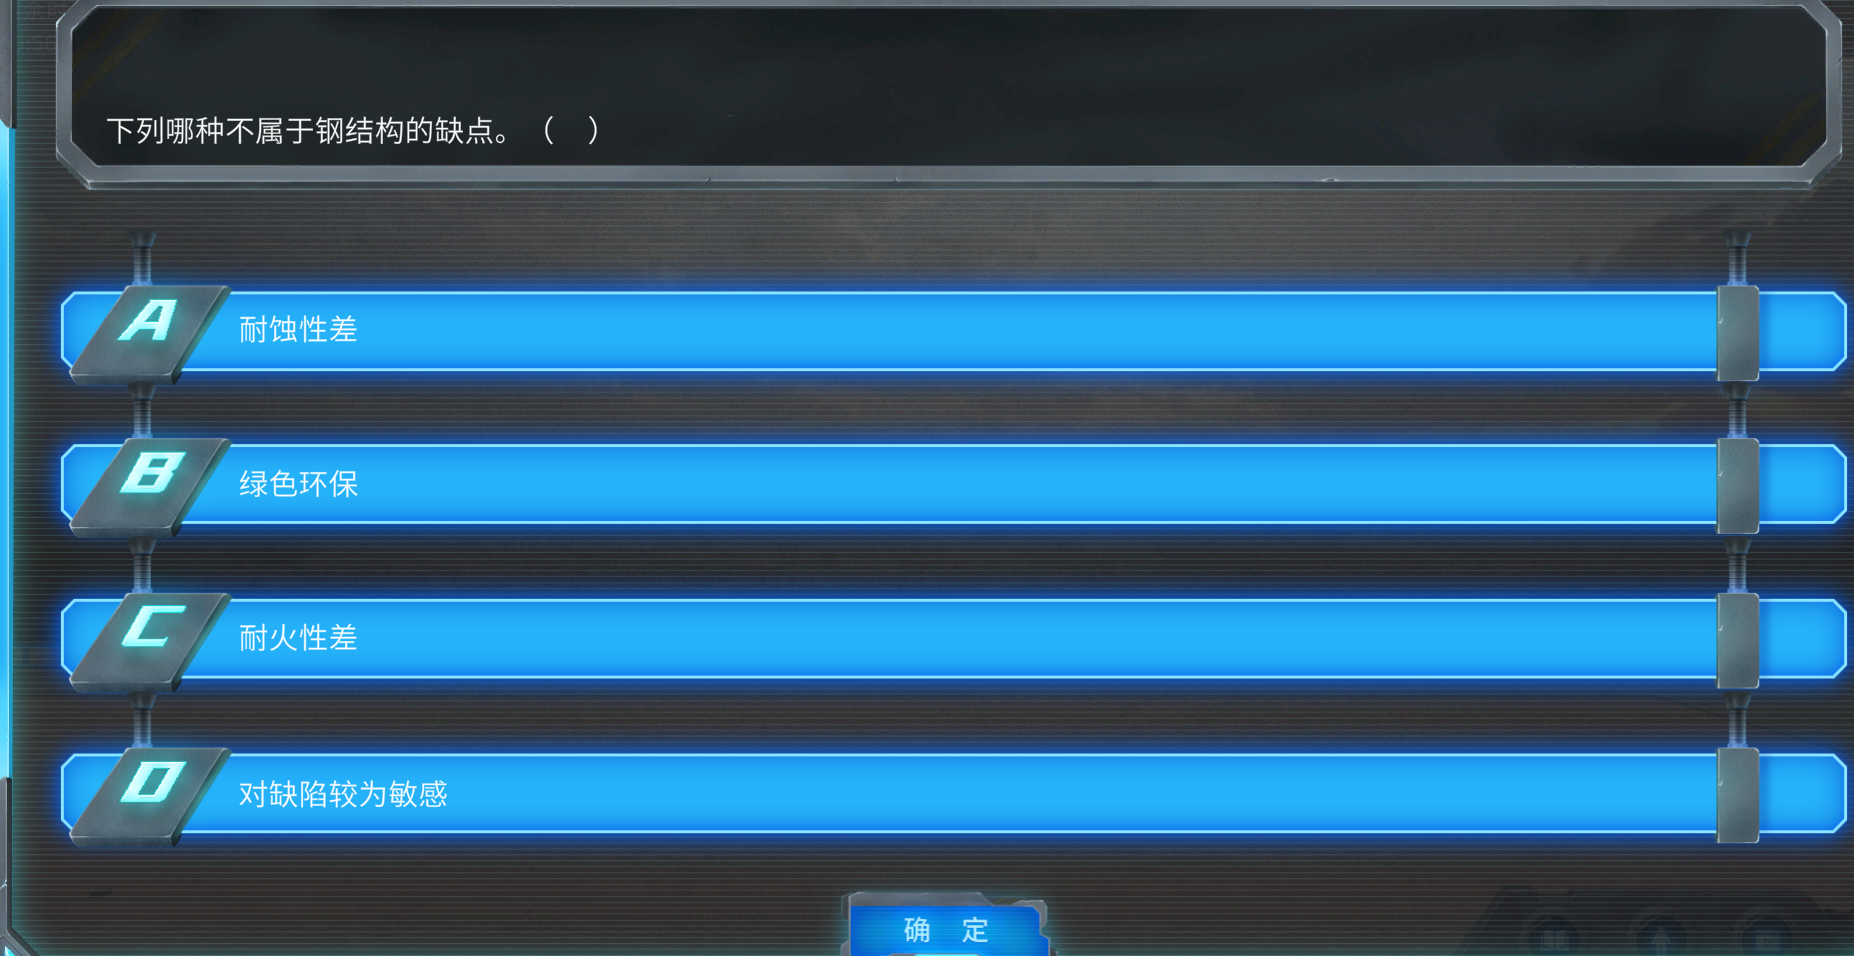 下列哪种不属于钢结构的缺点。（ ）
A 耐蚀性差
B 绿色环保
C 耐火性差
D 对缺陷较为敏感
确 定